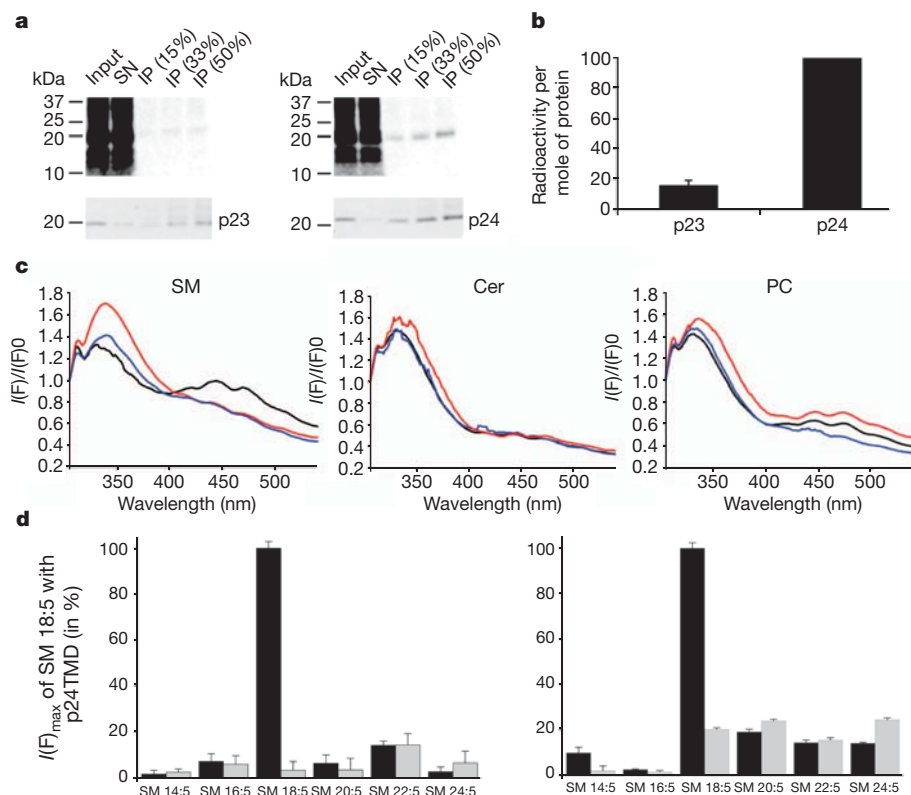 a
Input SN IP (15%) IP (33%) IP (50%)
kDa
37
25
20
10
20
p23
Input SN IP (15%) IP (33%) IP (50%)
kDa
37
25
20
10
20
p24
b
Radioactivity per
mole of protein
100
80
60
40
20
0
p23 p24
c
SM
I(F)/I(F)0
1.8
1.6
1.4
1.2
1.0
0.8
0.6
0.4
0.2
350 400 450 500
Wavelength (nm)
Cer
I(F)/I(F)0
1.8
1.6
1.4
1.2
1.0
0.8
0.6
0.4
0.2
350 400 450 500
Wavelength (nm)
PC
I(F)/I(F)0
1.8
1.6
1.4
1.2
1.0
0.8
0.6
0.4
0.2
350 400 450 500
Wavelength (nm)
d
I(F)max of SM 18:5 with
p24TMD (in %)
100
80
60
40
20
0
SM 14:5 SM 16:5 SM 18:5 SM 20:5 SM 22:5 SM 24:5
100
80
60
40
20
0
SM 14:5 SM 16:5 SM 18:5 SM 20:5 SM 22:5 SM 24:5